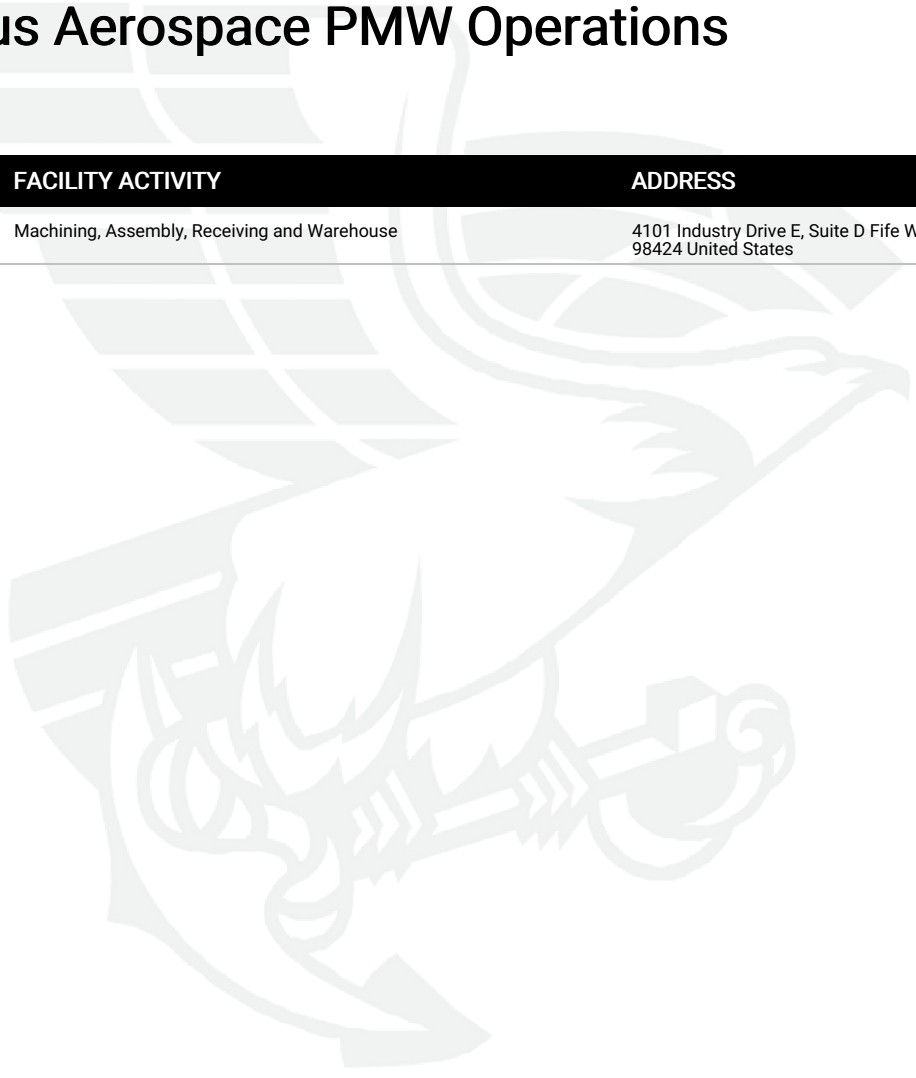 us Aerospace PMW Operations
FACILITY ACTIVITY ADDRESS
Machining, Assembly, Receiving and Warehouse 4101 Industry Drive E, Suite D Fife W
98424 United States